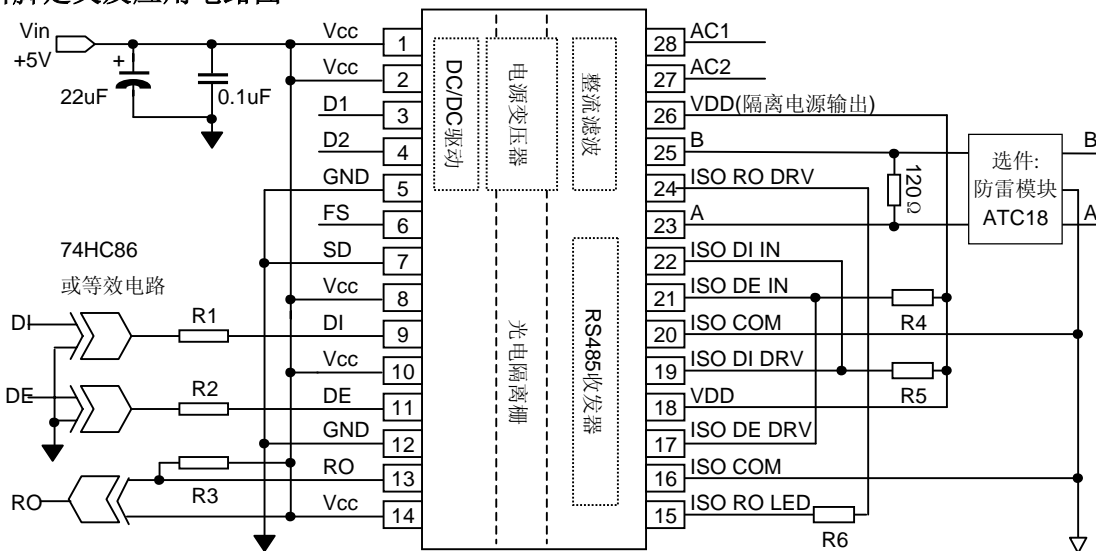 Vin
+5V
22uF
0.1uF
Vcc
1
Vcc
2
D1
3
D2
4
GND
5
FS
6
SD
7
Vcc
8
DI
9
Vcc
10
DE
11
GND
12
RO
13
Vcc
14
74HC86
或等效电路
DI
R1
DE
R2
RO
R3
DC/DC驱动
电源变压器
整流滤波
光电隔离栅
RS485收发器
28
AC1
27
AC2
26
VDD(隔离电源输出)
25
B
24
ISO RO DRV
23
A
22
ISO DI IN
21
ISO DE IN
20
ISO COM
19
ISO DI DRV
18
VDD
17
ISO DE DRV
16
ISO COM
15
ISO RO LED
120Ω
R4
R5
R6
选件:
防雷模块
ATC18
B
A